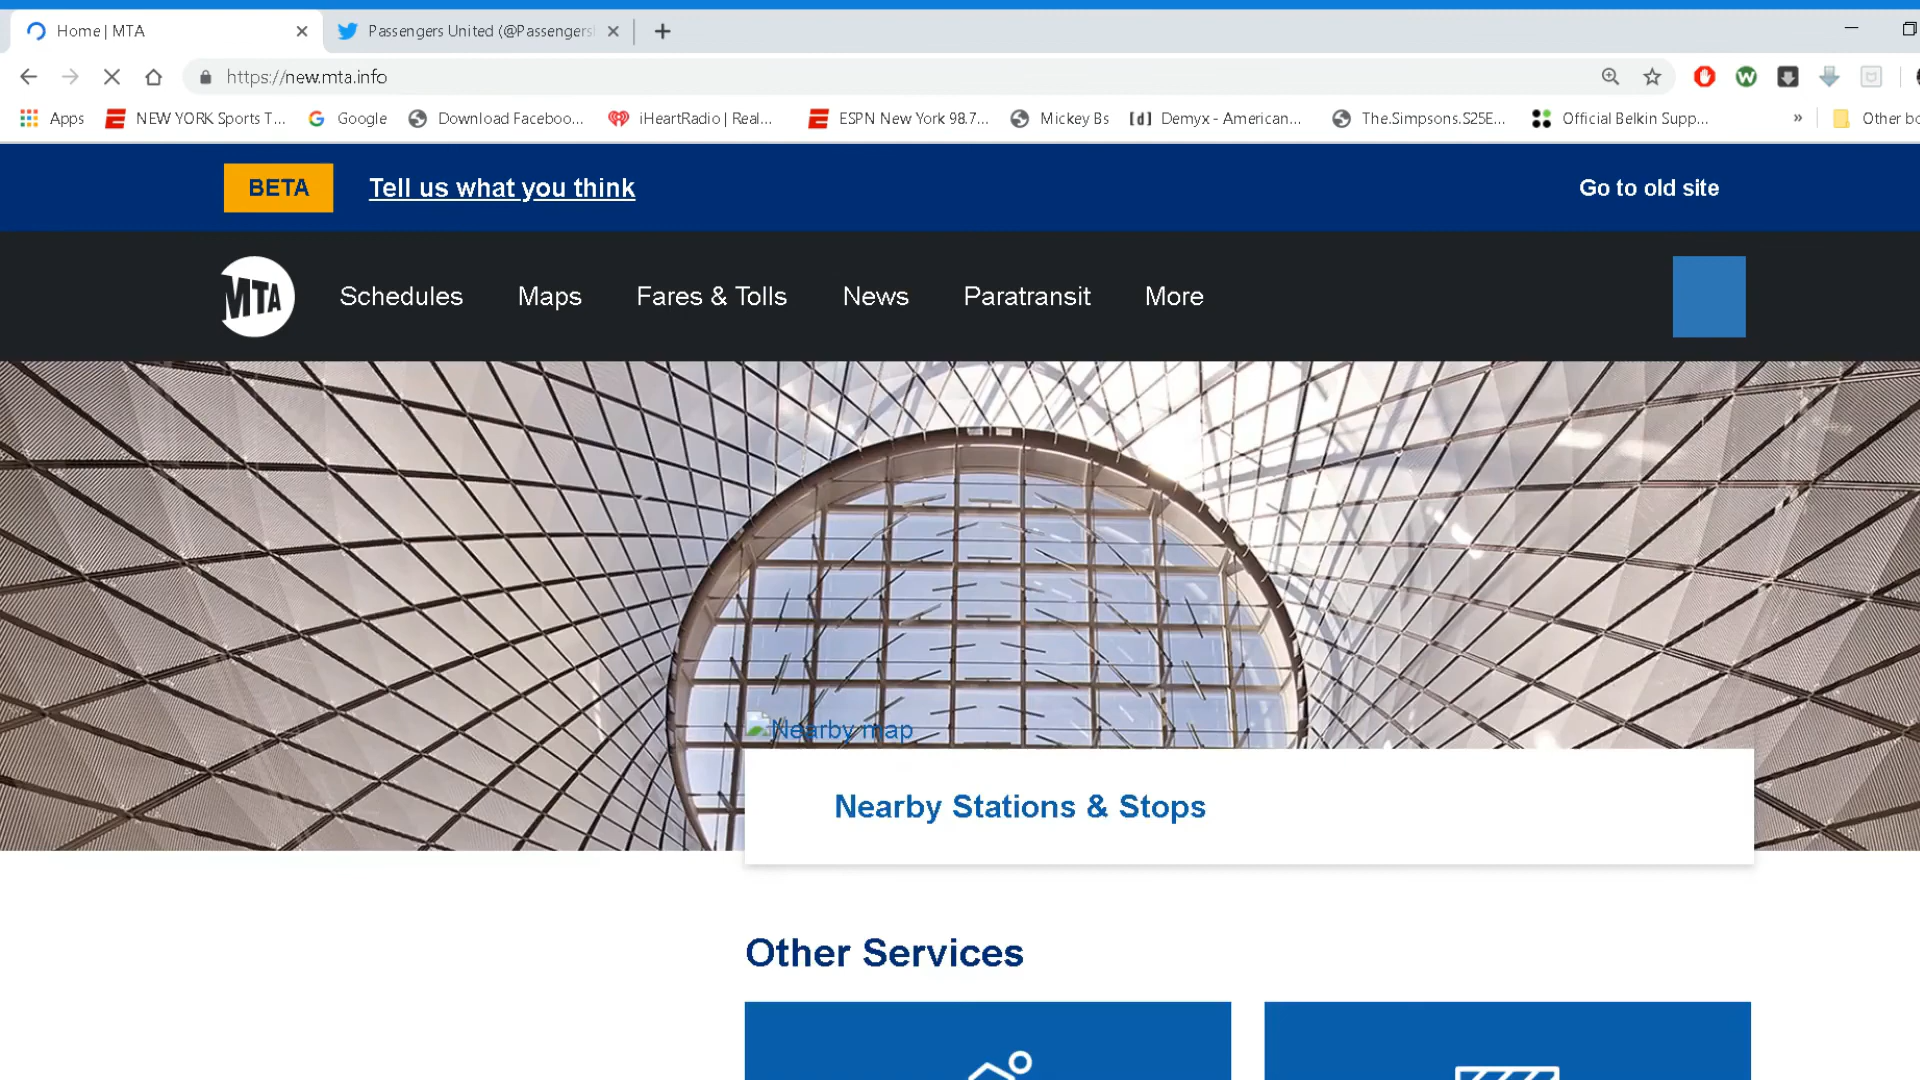 Home | MTA
Passengers United (@Passengers
https://new.mta.info
Apps
NEW YORK Sports T...
Google
Download Faceboo...
iHeartRadio | Real...
ESPN New York 98.7...
Mickey Bs
[d]
Demyx - American...
The.Simpsons.S25E...
Official Belkin Supp...
»
Other bo
BETA
Tell us what you think
Go to old site
MTA
Schedules
Maps
Fares & Tolls
News
Paratransit
More
Nearby map
Nearby Stations & Stops
Other Services